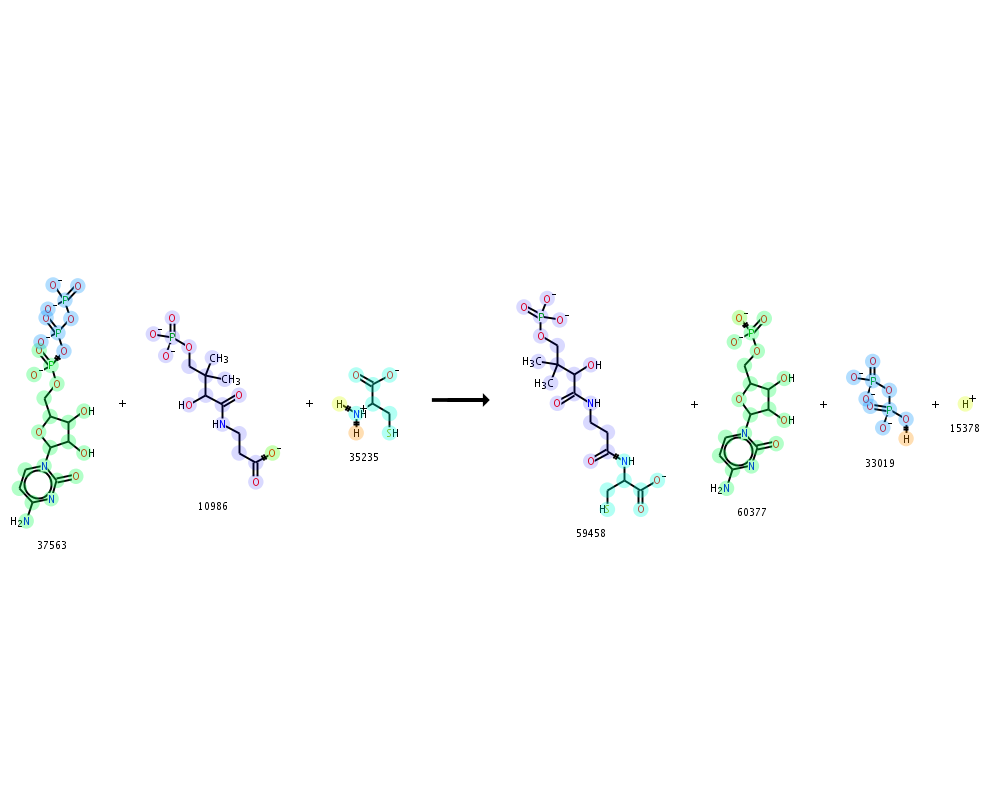 37563
+
10986
+
35235
59458
+
60377
+
33019
+
15378
O⁻ O P O⁻ O O P O⁻ O O P O⁻ O O OH OH N O N H₂N
O O⁻ P O⁻ O CH₃ CH₃ HO O HN O⁻ O
O O⁻ H NH⁺ H SH
O⁻ O P O⁻ O H₃C H₃C OH O NH O NH O⁻ HS O
O⁻ O P O⁻ O OH O OH N O N H₂N
O O⁻ P O O⁻ O P O O⁻ H
H⁺